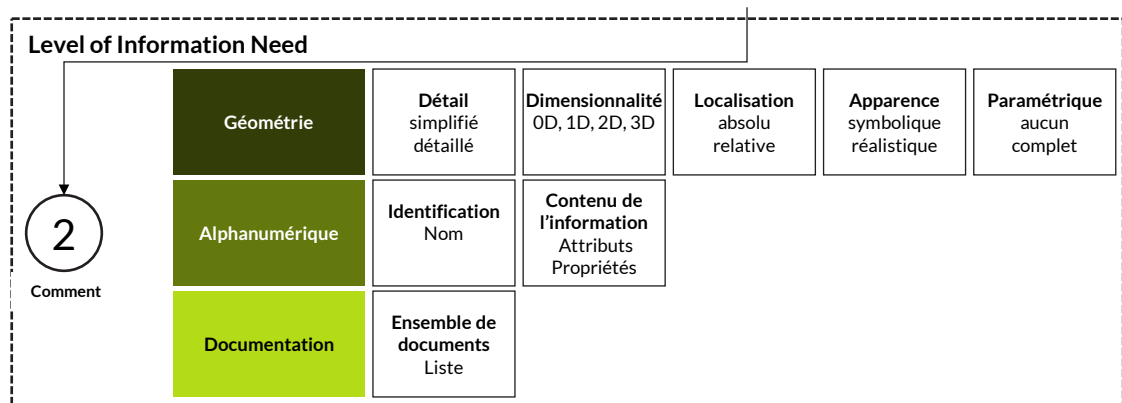 Level of Information Need
Géométrie
Détail
simplifié
détaillé
Dimensionnalité
0D, 1D, 2D, 3D
Localisation
absolu
relative
Apparence
symbolique
réalistique
Paramétrique
aucun
complet
2
Comment
Alphanumérique
Identification
Nom
Contenu de
l’information
Attributs
Propriétés
Documentation
Ensemble de
documents
Liste